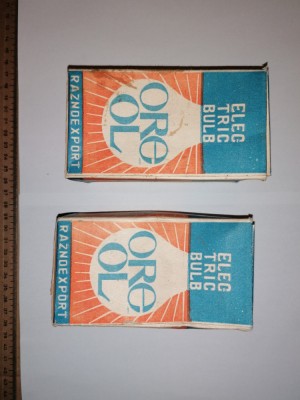 ELEC
TRIC
BULB
ORE
OL
RAZNOEXPORT
ELEC
TRIC
BULB
ORE
OL
RAZNOEXPORT